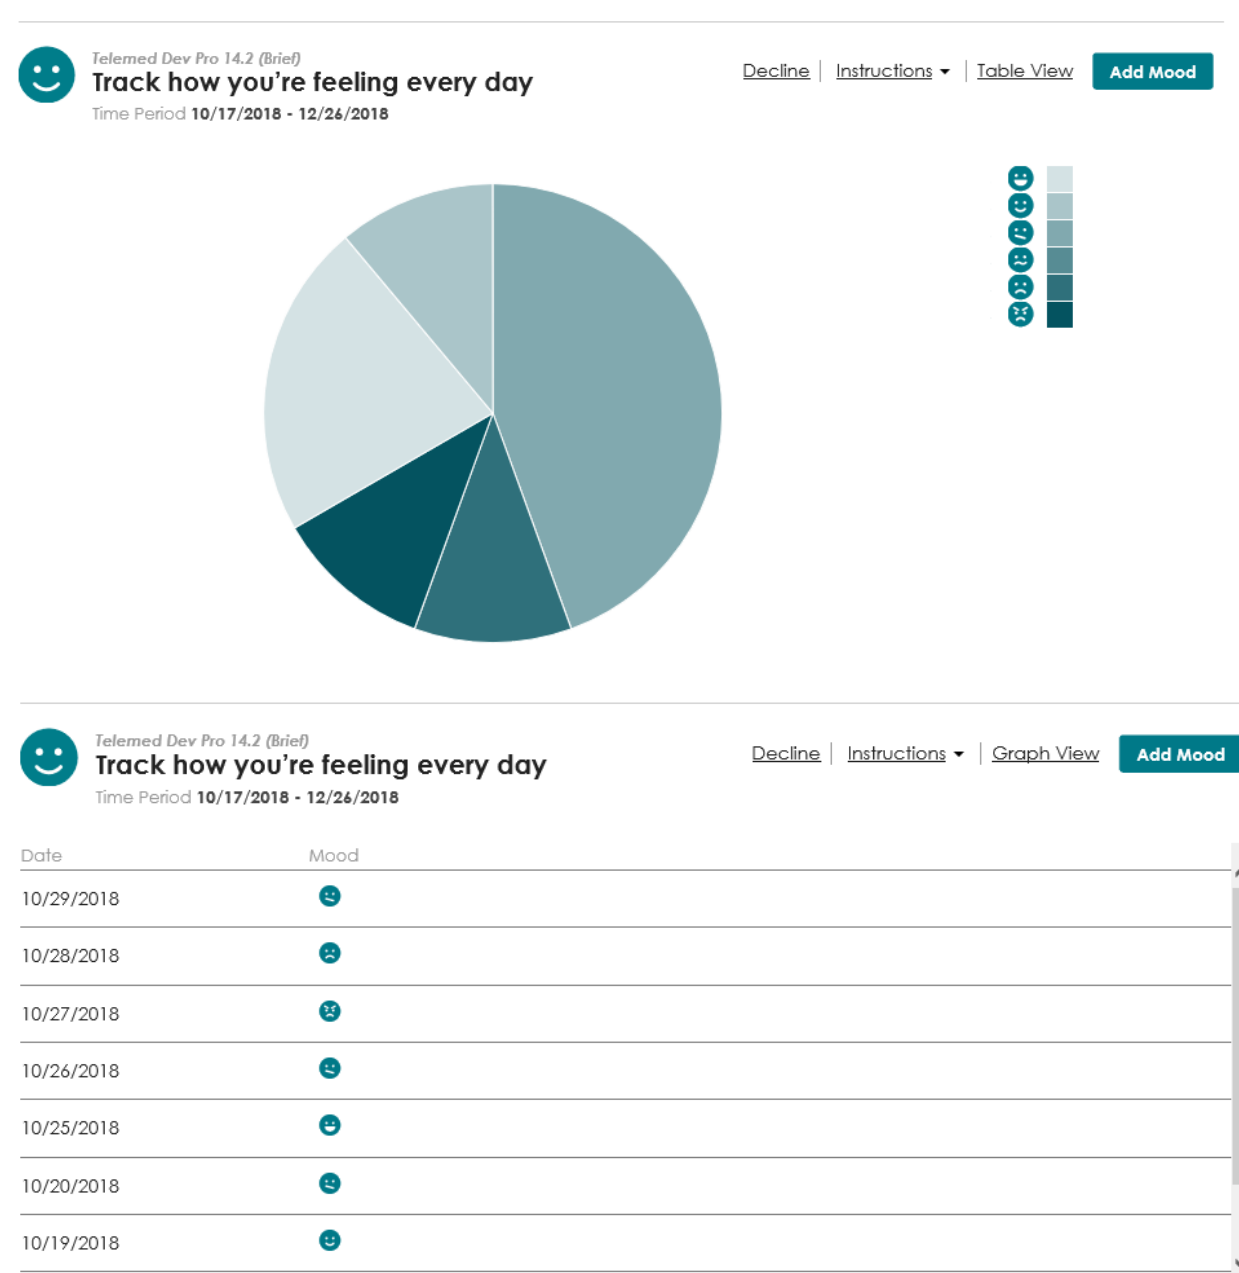 Telemed Dev Pro 14.2 (Brief)
Track how you're feeling every day
Time Period 10/17/2018 - 12/26/2018
Decline Instructions Table View Add Mood
Telemed Dev Pro 14.2 (Brief)
Track how you're feeling every day
Time Period 10/17/2018 - 12/26/2018
Decline Instructions Graph View Add Mood
Date Mood
10/29/2018
10/28/2018
10/27/2018
10/26/2018
10/25/2018
10/20/2018
10/19/2018